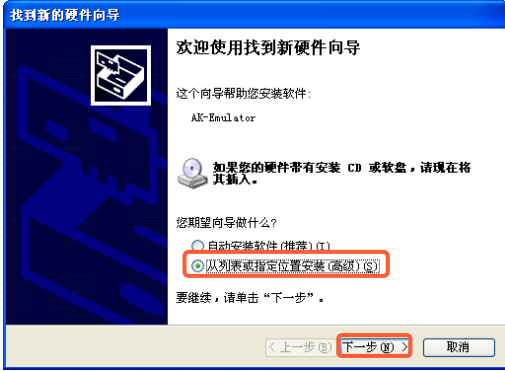 找到新的硬件向导
欢迎使用找到新硬件向导
这个向导帮助您安装软件:
AK-Emulator
如果您的硬件带有安装 CD 或软盘，请现在将
其插入。
您期望向导做什么?
自动安装软件(推荐)(I)
从列表或指定位置安装(高级)(S)
要继续，请单击“下一步”。
< 上一步(B) 下一步(N) > 取消